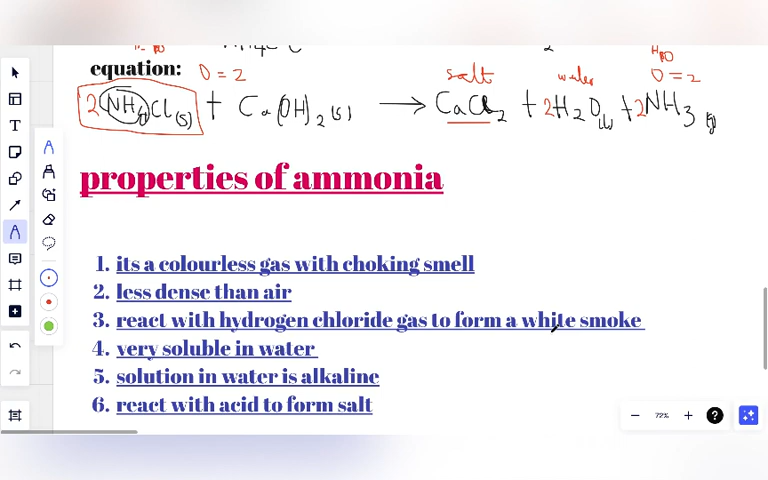 equation: O = 2 salt water O = 2
2NH4Cl(s) + Ca(OH)2(s) → CaCl2 + 2H2O(l) + 2NH3(g)
properties of ammonia
1. its a colourless gas with choking smell
2. less dense than air
3. react with hydrogen chloride gas to form a white smoke
4. very soluble in water
5. solution in water is alkaline
6. react with acid to form salt
72%